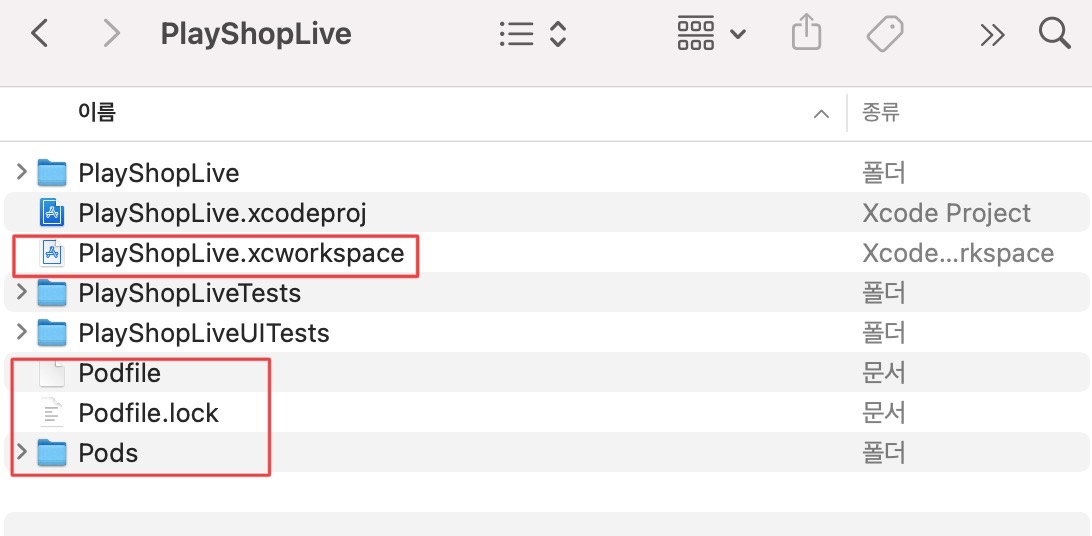 PlayShopLive
이름 종류
PlayShopLive 폴더
PlayShopLive.xcodeproj Xcode Project
PlayShopLive.xcworkspace Xcode...rkspace
PlayShopLiveTests 폴더
PlayShopLiveUITests 폴더
Podfile 문서
Podfile.lock 문서
Pods 폴더